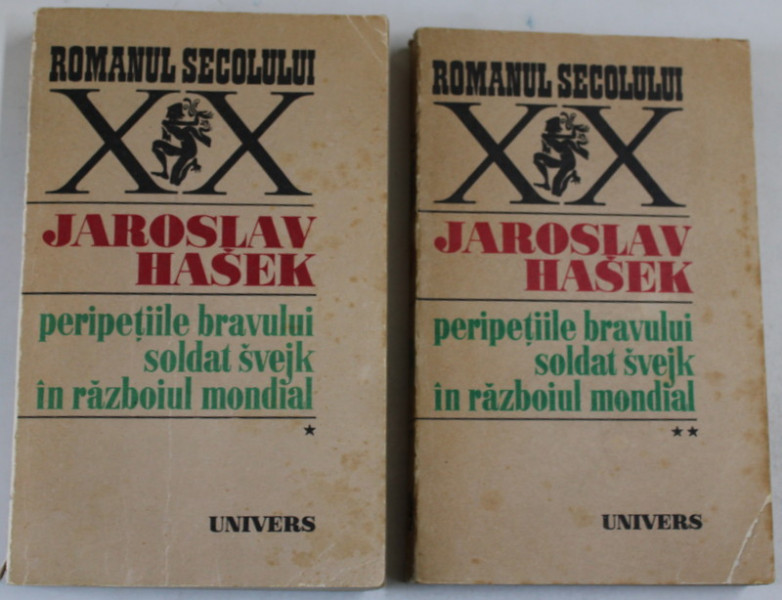 ROMANUL SECOLULUI
XX
JAROSLAV
HAŠEK
peripețiile bravului
soldat švejk
în războiul mondial
★
UNIVERS
ROMANUL SECOLULUI
XX
JAROSLAV
HAŠEK
peripețiile bravului
soldat švejk
în războiul mondial
★★
UNIVERS